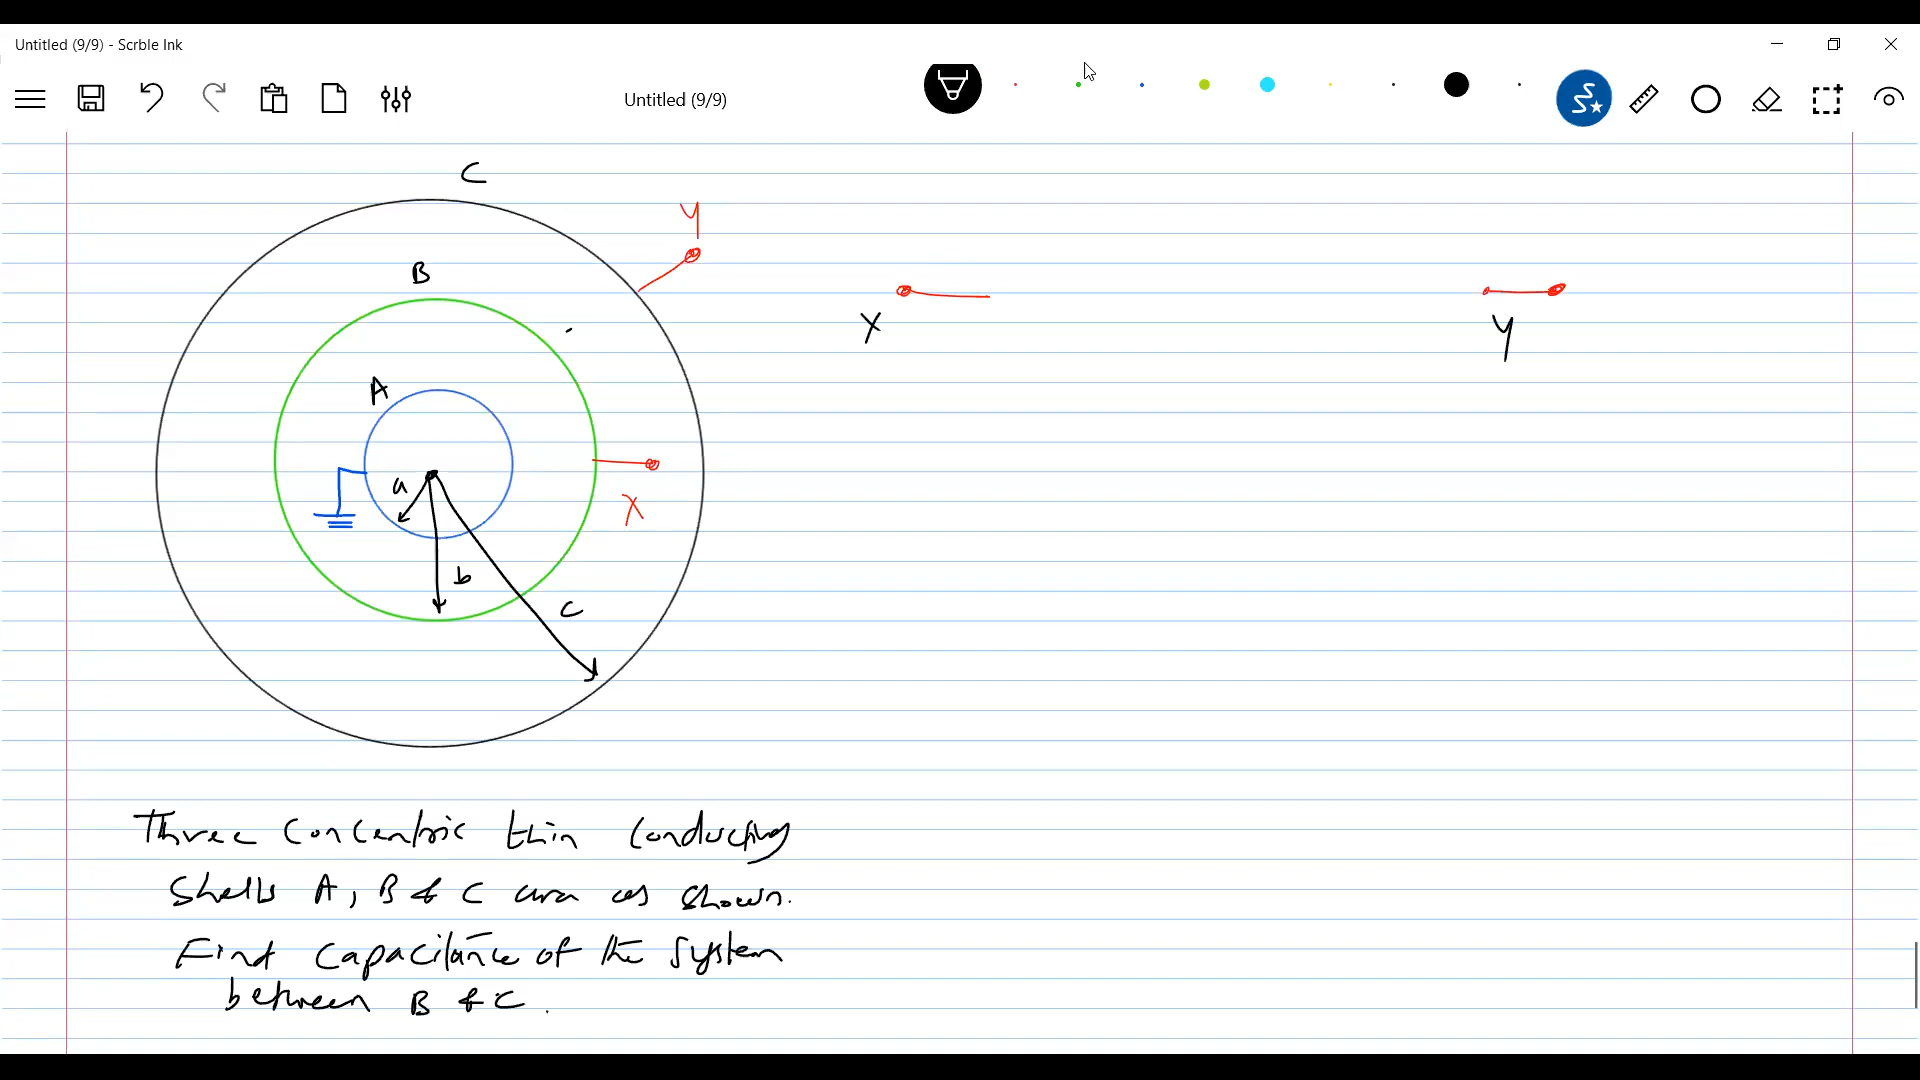 Untitled (9/9) - Scrble Ink
Untitled (9/9)
C
Y
B
X
Y
A
a
X
b
c
Three concentric thin conducting
shells A, B & C are as shown.
Find capacitance of the system
between B & C.